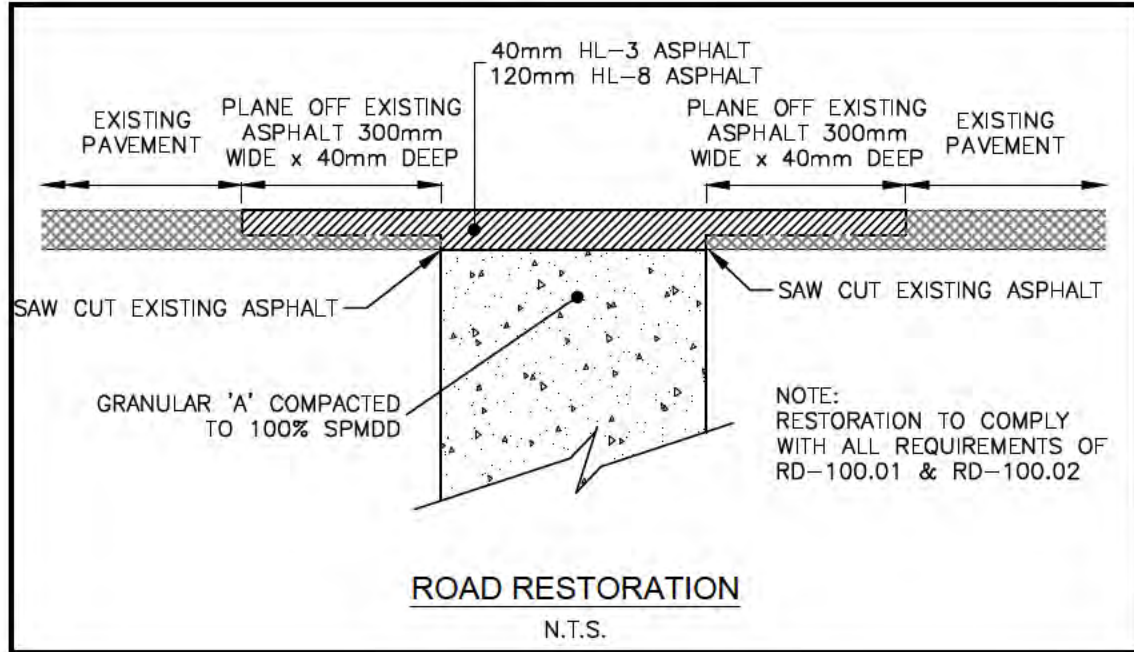 40mm HL-3 ASPHALT
120mm HL-8 ASPHALT
EXISTING
PAVEMENT
PLANE OFF EXISTING
ASPHALT 300mm
WIDE x 40mm DEEP
PLANE OFF EXISTING
ASPHALT 300mm
WIDE x 40mm DEEP
EXISTING
PAVEMENT
SAW CUT EXISTING ASPHALT
SAW CUT EXISTING ASPHALT
GRANULAR 'A' COMPACTED
TO 100% SPMDD
NOTE:
RESTORATION TO COMPLY
WITH ALL REQUIREMENTS OF
RD-100.01 & RD-100.02
ROAD RESTORATION
N.T.S.